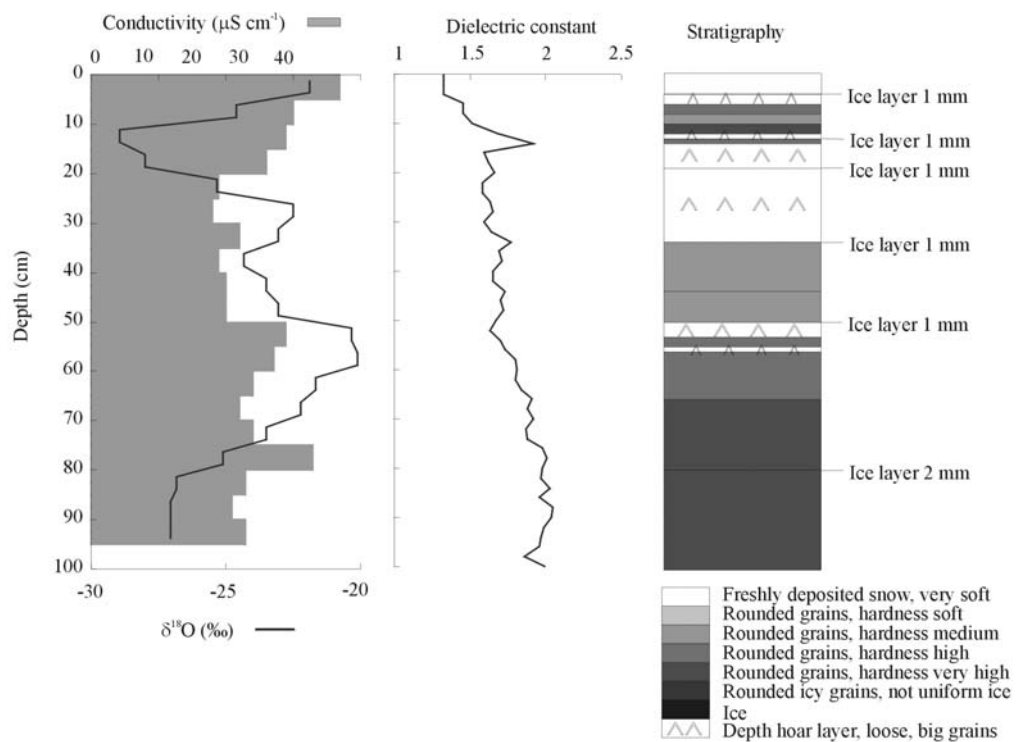 Conductivity (μS cm⁻¹)
0 10 20 30 40
Dielectric constant
1 1.5 2 2.5
Stratigraphy
0
10
20
30
40
50
60
70
80
90
100
Depth (cm)
-30 -25 -20
δ¹⁸O (‰)
Ice layer 1 mm
Ice layer 1 mm
Ice layer 1 mm
Ice layer 1 mm
Ice layer 1 mm
Ice layer 2 mm
Freshly deposited snow, very soft
Rounded grains, hardness soft
Rounded grains, hardness medium
Rounded grains, hardness high
Rounded grains, hardness very high
Rounded icy grains, not uniform ice
Ice
Depth hoar layer, loose, big grains